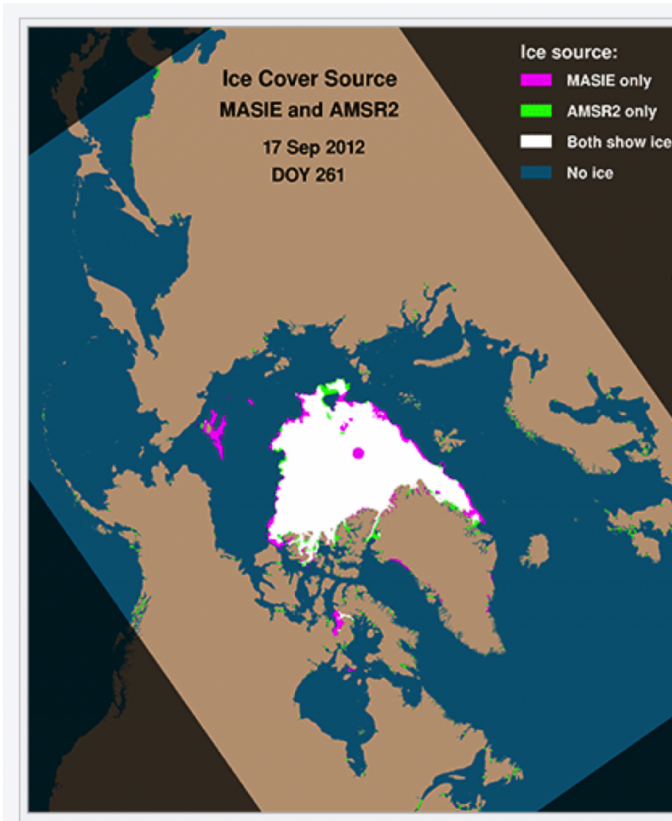 Ice Cover Source
MASIE and AMSR2
17 Sep 2012
DOY 261
Ice source:
MASIE only
AMSR2 only
Both show ice
No ice